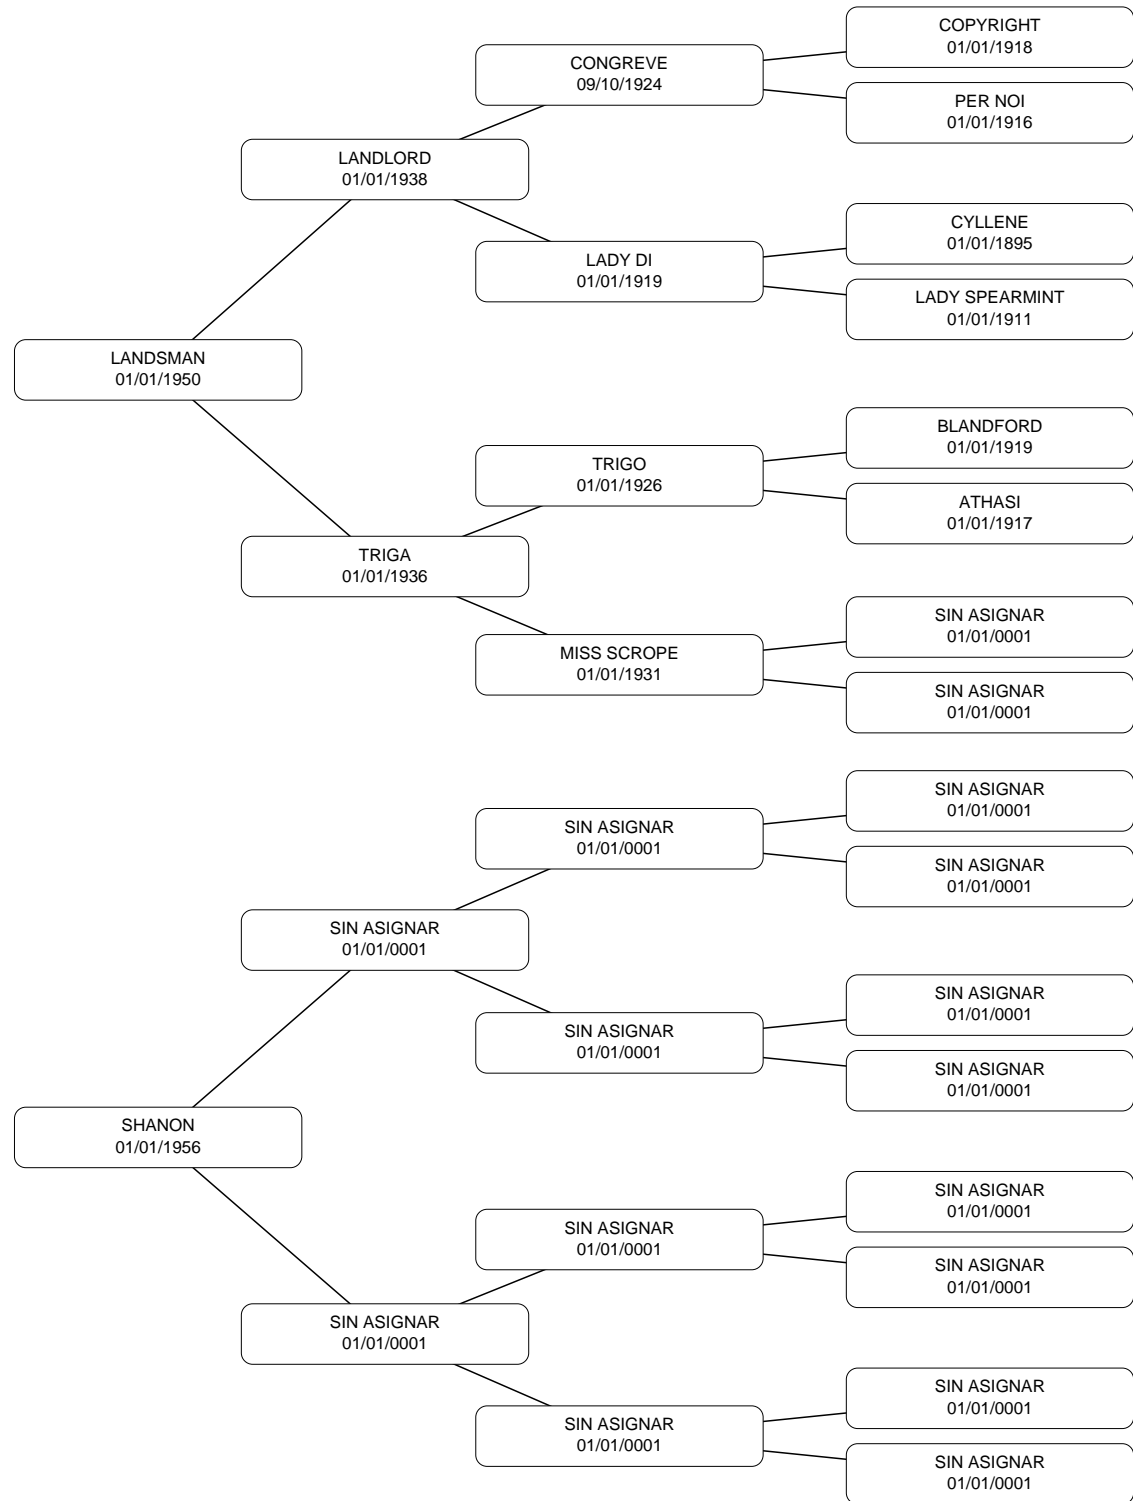 COPYRIGHT
01/01/1918
CONGREVE
09/10/1924
PER NOI
01/01/1916
LANDLORD
01/01/1938
CYLLENE
01/01/1895
LADY DI
01/01/1919
LADY SPEARMINT
01/01/1911
LANDSMAN
01/01/1950
BLANDFORD
01/01/1919
TRIGO
01/01/1926
ATHASI
01/01/1917
TRIGA
01/01/1936
SIN ASIGNAR
01/01/0001
MISS SCROPE
01/01/1931
SIN ASIGNAR
01/01/0001
SIN ASIGNAR
01/01/0001
SIN ASIGNAR
01/01/0001
SIN ASIGNAR
01/01/0001
SIN ASIGNAR
01/01/0001
SIN ASIGNAR
01/01/0001
SIN ASIGNAR
01/01/0001
SIN ASIGNAR
01/01/0001
SHANON
01/01/1956
SIN ASIGNAR
01/01/0001
SIN ASIGNAR
01/01/0001
SIN ASIGNAR
01/01/0001
SIN ASIGNAR
01/01/0001
SIN ASIGNAR
01/01/0001
SIN ASIGNAR
01/01/0001
SIN ASIGNAR
01/01/0001